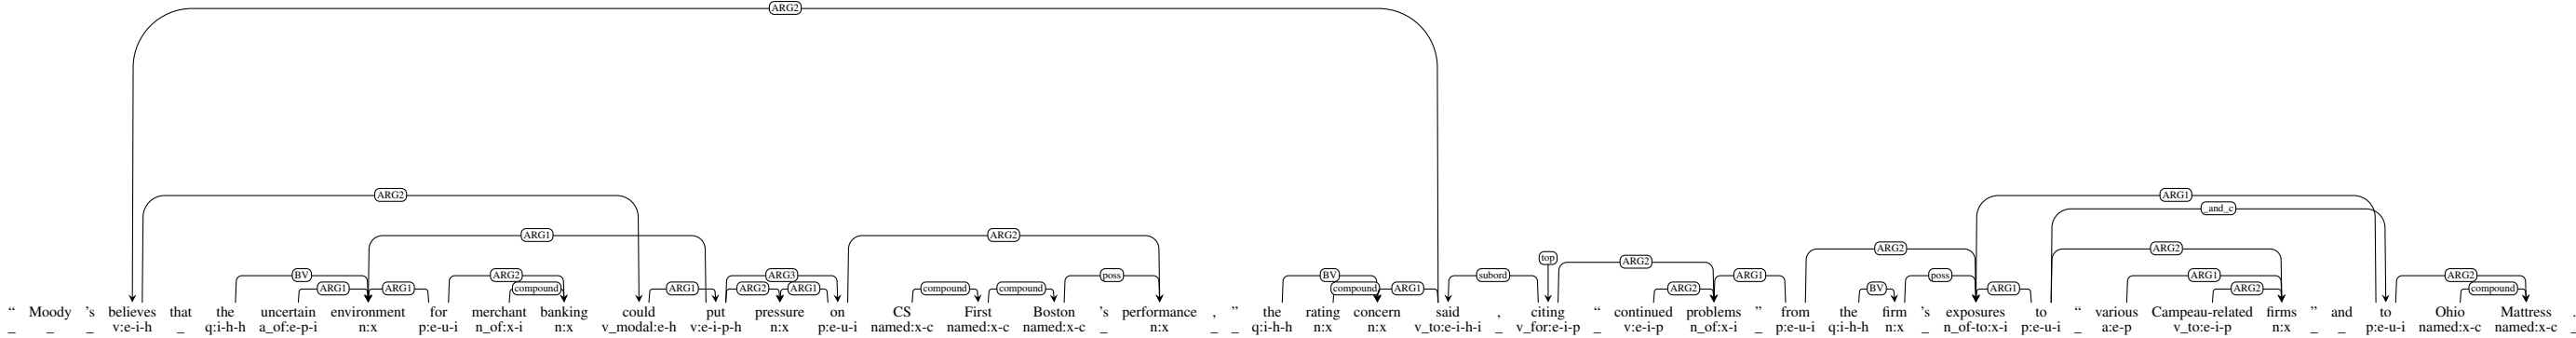 ARG2
ARG2 ARG1
_and_c
ARG1 ARG2 ARG2 ARG2
top ARG2
BV ARG2 ARG3 poss BV subord ARG1 poss ARG2
ARG1 ARG1 compound ARG1 ARG2 ARG1 compound compound compound ARG1 ARG2 ARG1 BV ARG1 ARG2 compound
“ Moody 's believes that the uncertain environment for merchant banking could put pressure on CS First Boston 's performance , ” the rating concern said , citing “ continued problems ” from the firm 's exposures to “ various Campeau-related firms ” and to Ohio Mattress .
_ _ _ v:e-i-h _ q:i-h-h a_of:e-p-i n:x p:e-u-i n_of:x-i n:x v_modal:e-h v:e-i-p-h n:x p:e-u-i named:x-c named:x-c named:x-c _ n:x _ _ q:i-h-h n:x n:x v_to:e-i-h-i _ v_for:e-i-p _ v:e-i-p n_of:x-i _ p:e-u-i q:i-h-h n:x _ n_of-to:x-i p:e-u-i _ a:e-p v_to:e-i-p n:x _ _ p:e-u-i named:x-c named:x-c _